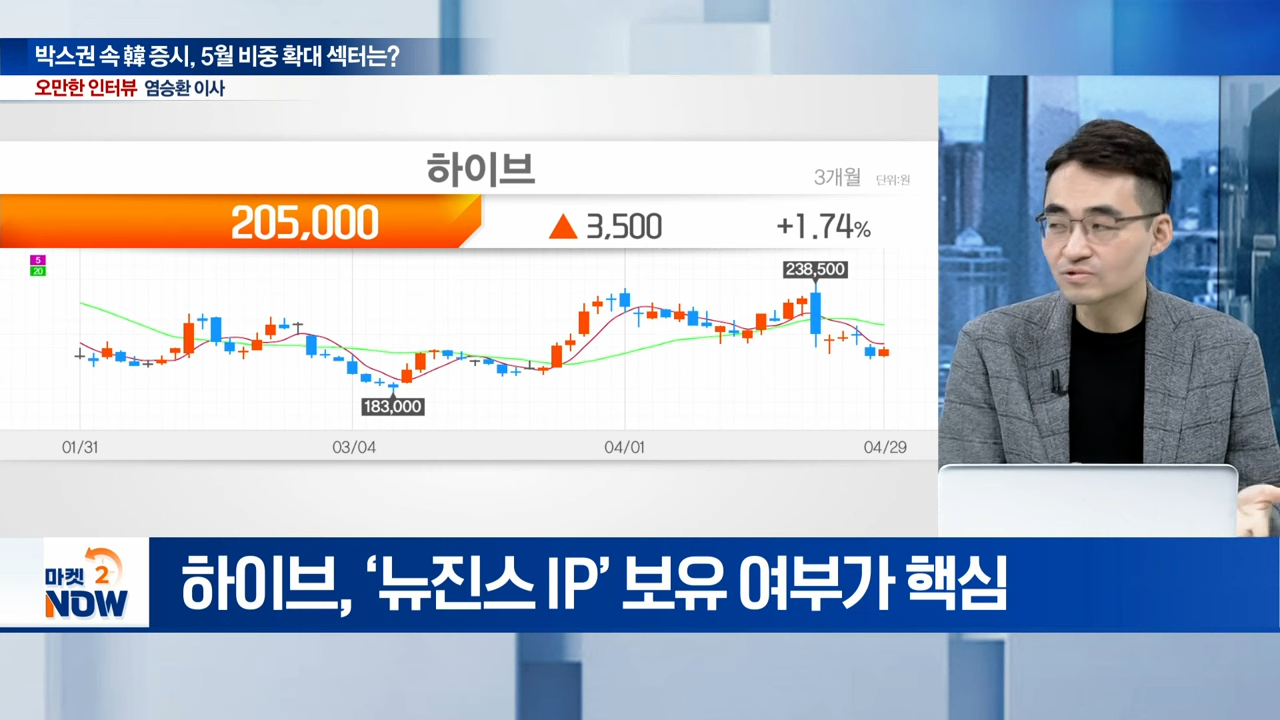 박스권 속 韓 증시, 5월 비중 확대 섹터는?
오만한 인터뷰 염승환 이사
하이브
3개월 단위:원
205,000 ▲ 3,500 +1.74%
5
20
238,500
183,000
01/31 03/04 04/01 04/29
마켓 2
NOW
하이브, ‘뉴진스 IP’ 보유 여부가 핵심